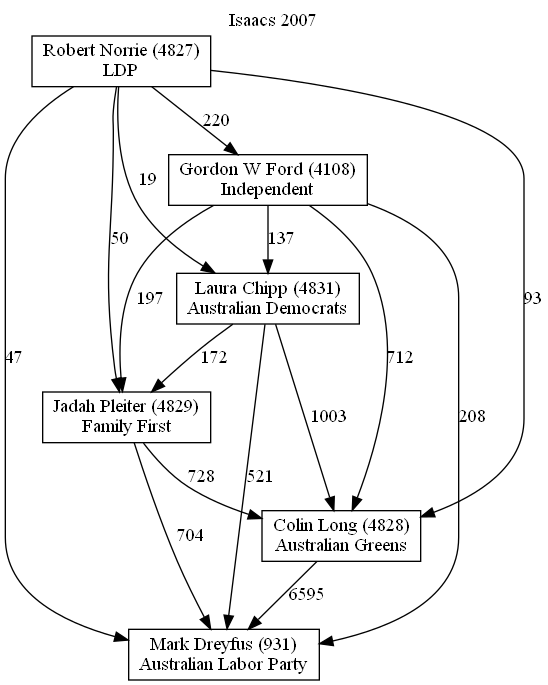 Isaacs 2007
Robert Norrie (4827)
LDP
220
Gordon W Ford (4108)
Independent
19
50
137
197
Laura Chipp (4831)
Australian Democrats
93
47
172
712
Jadah Pleiter (4829)
Family First
1003
208
728
521
704
Colin Long (4828)
Australian Greens
6595
Mark Dreyfus (931)
Australian Labor Party